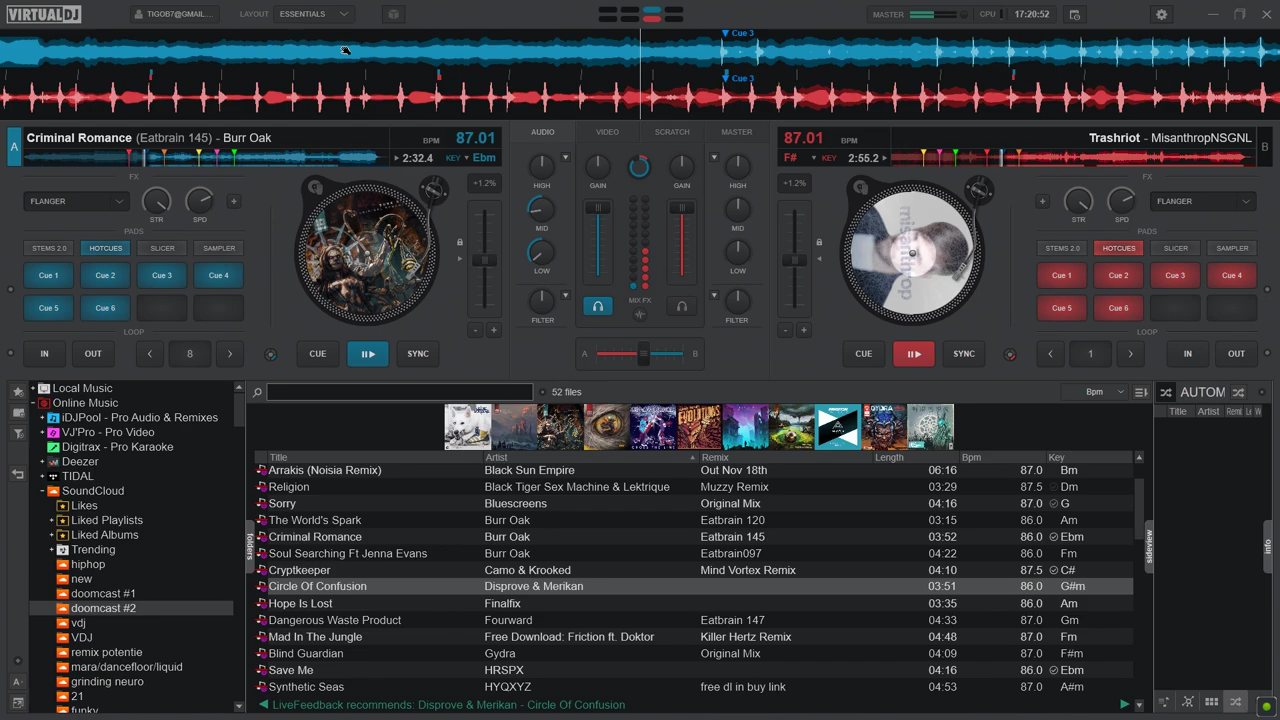 VIRTUALDJ TIGOB7@GMAIL... LAYOUT ESSENTIALS MASTER CPU 17:20:52
Cue 3
Cue 3
A Criminal Romance (Eatbrain 145) - Burr Oak BPM 87.01
2:32.4 KEY Ebm
AUDIO VIDEO SCRATCH MASTER
87.01 BPM Trashriot - MisanthropNSGNL B
F# KEY 2:55.2
FX
FLANGER STR SPD +
+1.2%
PADS
STEMS 2.0 HOTCUES SLICER SAMPLER
Cue 1 Cue 2 Cue 3 Cue 4
Cue 5 Cue 6
LOOP
IN OUT < 8 > CUE SYNC - +
HIGH GAIN GAIN HIGH
MID MID
LOW LOW
FILTER MIX FX FILTER
A B
+1.2%
FX
+ STR SPD FLANGER
PADS
STEMS 2.0 HOTCUES SLICER SAMPLER
Cue 1 Cue 2 Cue 3 Cue 4
Cue 5 Cue 6
LOOP
- + CUE SYNC < 1 > IN OUT
misanthrop
Local Music
Online Music
iDJPool - Pro Audio & Remixes
VJ'Pro - Pro Video
Digitrax - Pro Karaoke
Deezer
TIDAL
SoundCloud
Likes
Liked Playlists
Liked Albums
Trending
hiphop
new
doomcast #1
doomcast #2
vdj
VDJ
remix potentie
mara/dancefloor/liquid
grinding neuro
21
funky
folders
52 files Bpm
Title Artist Remix Length Bpm Key
Arrakis (Noisia Remix) Black Sun Empire Out Nov 18th 06:16 87.0 Bm
Religion Black Tiger Sex Machine & Lektrique Muzzy Remix 03:29 87.5 Dm
Sorry Bluescreens Original Mix 04:16 87.0 G
The World's Spark Burr Oak Eatbrain 120 03:15 86.0 Am
Criminal Romance Burr Oak Eatbrain 145 03:52 86.0 Ebm
Soul Searching Ft Jenna Evans Burr Oak Eatbrain097 04:22 86.0 Fm
Cryptkeeper Camo & Krooked Mind Vortex Remix 04:10 87.5 C#
Circle Of Confusion Disprove & Merikan 03:51 86.0 G#m
Hope Is Lost Finalfix 03:35 86.0 Am
Dangerous Waste Product Fourward Eatbrain 147 04:33 87.0 Gm
Mad In The Jungle Free Download: Friction ft. Doktor Killer Hertz Remix 04:48 87.0 Fm
Blind Guardian Gydra Original Mix 04:09 87.0 F#m
Save Me HRSPX 04:16 86.0 Ebm
Synthetic Seas HYQXYZ free dl in buy link 04:53 87.0 A#m
LiveFeedback recommends: Disprove & Merikan - Circle Of Confusion
sideview
AUTOM
Title Artist Remi
info